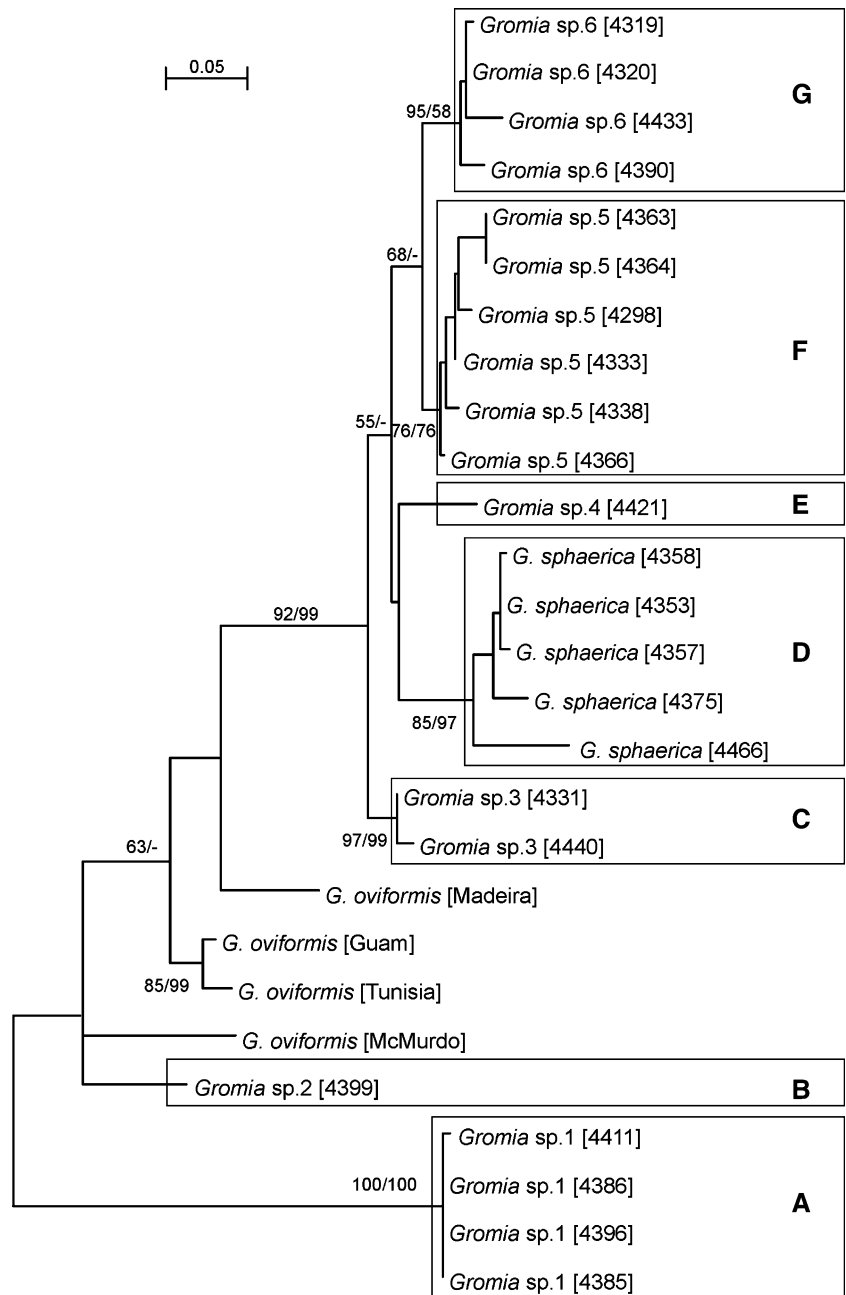 Gromia sp.6 [4319]
0.05
Gromia sp.6 [4320]
G
95/58
Gromia sp.6 [4433]
Gromia sp.6 [4390]
Gromia sp.5 [4363]
68/-
Gromia sp.5 [4364]
Gromia sp.5 [4298]
F
Gromia sp.5 [4333]
Gromia sp.5 [4338]
55/-
76/76
Gromia sp.5 [4366]
Gromia sp.4 [4421]
E
G. sphaerica [4358]
G. sphaerica [4353]
92/99
G. sphaerica [4357]
D
G. sphaerica [4375]
85/97
G. sphaerica [4466]
Gromia sp.3 [4331]
C
97/99
Gromia sp.3 [4440]
63/-
G. oviformis [Madeira]
G. oviformis [Guam]
85/99
G. oviformis [Tunisia]
G. oviformis [McMurdo]
Gromia sp.2 [4399]
B
Gromia sp.1 [4411]
100/100
Gromia sp.1 [4386]
A
Gromia sp.1 [4396]
Gromia sp.1 [4385]